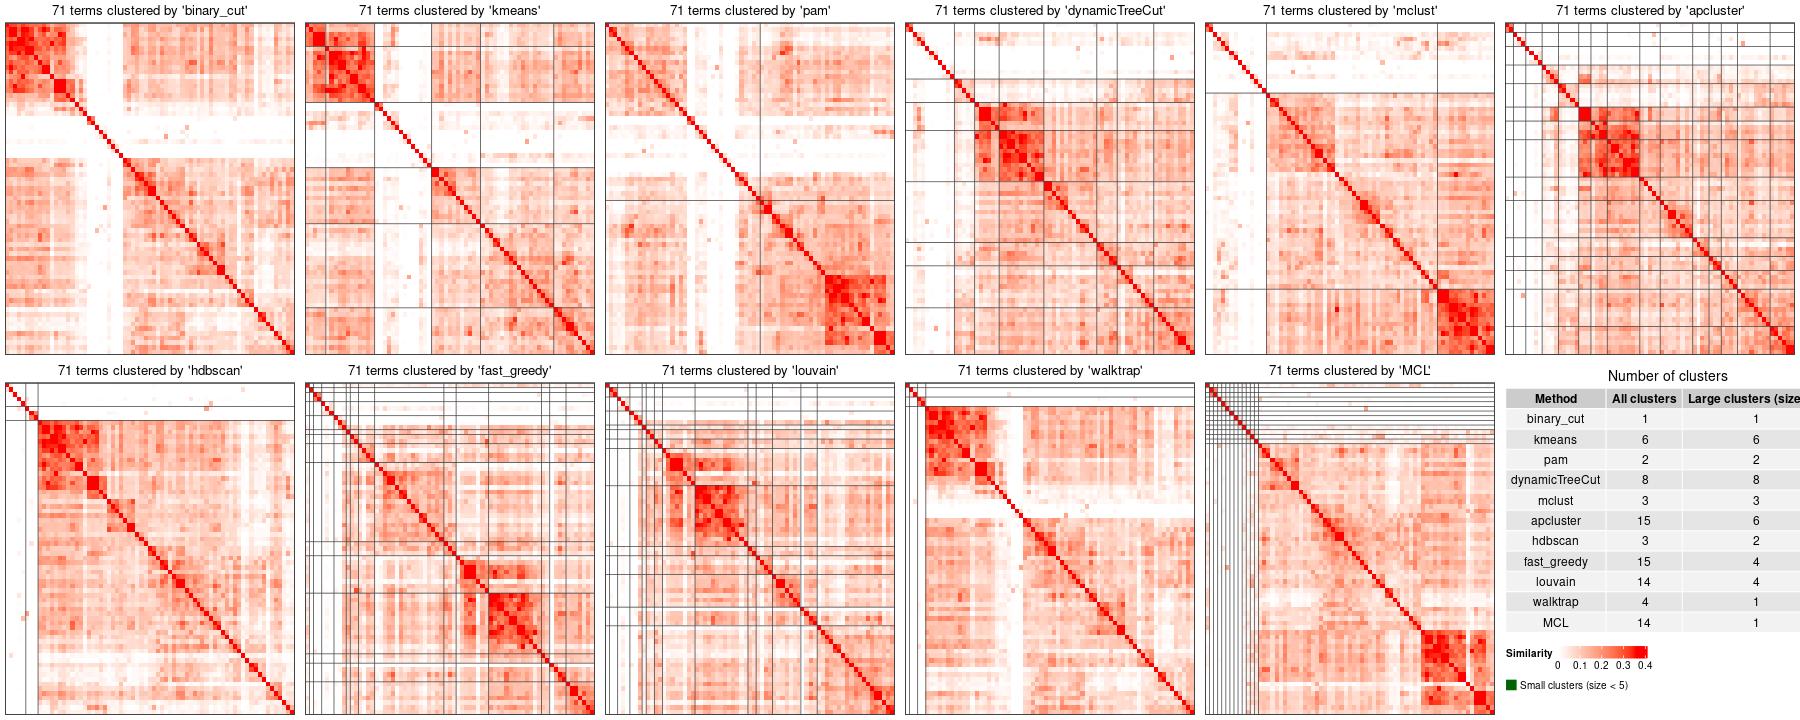 71 terms clustered by 'binary_cut'
71 terms clustered by 'kmeans'
71 terms clustered by 'pam'
71 terms clustered by 'dynamicTreeCut'
71 terms clustered by 'mclust'
71 terms clustered by 'apcluster'
71 terms clustered by 'hdbscan'
71 terms clustered by 'fast_greedy'
71 terms clustered by 'louvain'
71 terms clustered by 'walktrap'
71 terms clustered by 'MCL'
Number of clusters
Method All clusters Large clusters (size
binary_cut 1 1
kmeans 6 6
pam 2 2
dynamicTreeCut 8 8
mclust 3 3
apcluster 15 6
hdbscan 3 2
fast_greedy 15 4
louvain 14 4
walktrap 4 1
MCL 14 1
Similarity
0 0.1 0.2 0.3 0.4
Small clusters (size < 5)